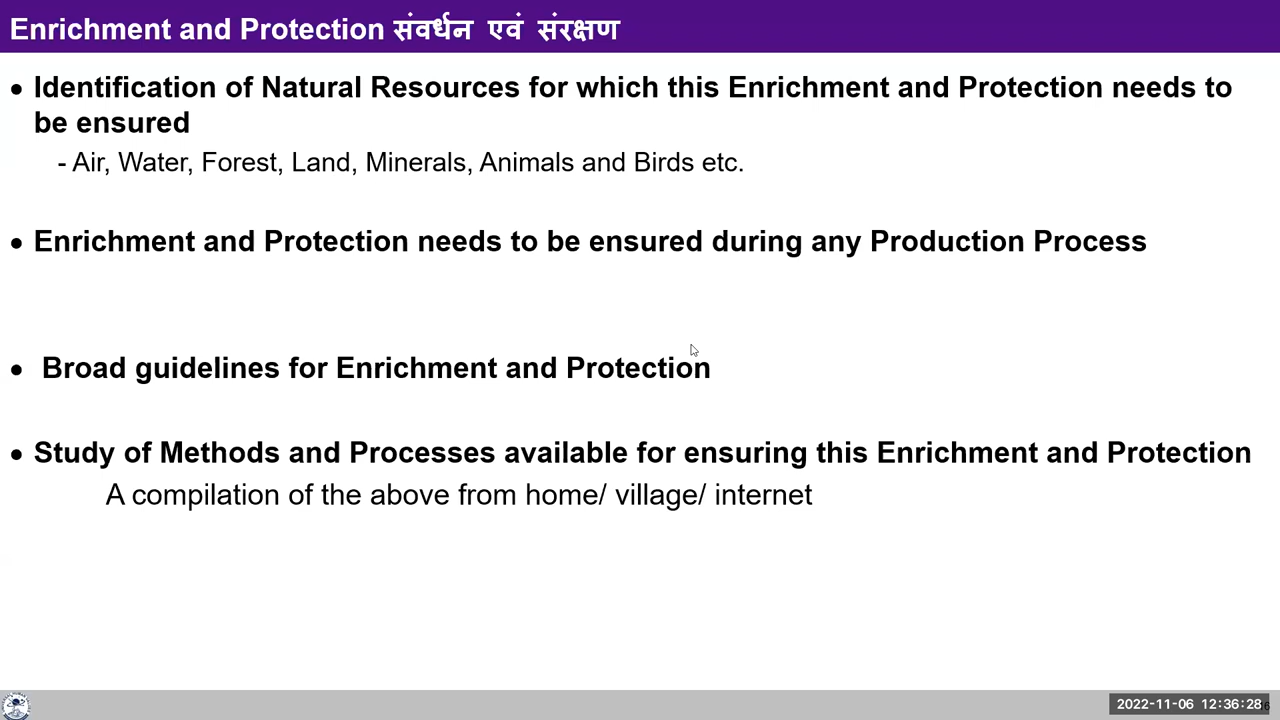 Enrichment and Protection संवर्धन एवं संरक्षण
• Identification of Natural Resources for which this Enrichment and Protection needs to
be ensured
- Air, Water, Forest, Land, Minerals, Animals and Birds etc.
• Enrichment and Protection needs to be ensured during any Production Process
• Broad guidelines for Enrichment and Protection
• Study of Methods and Processes available for ensuring this Enrichment and Protection
A compilation of the above from home/ village/ internet
2022-11-06 12:36:28